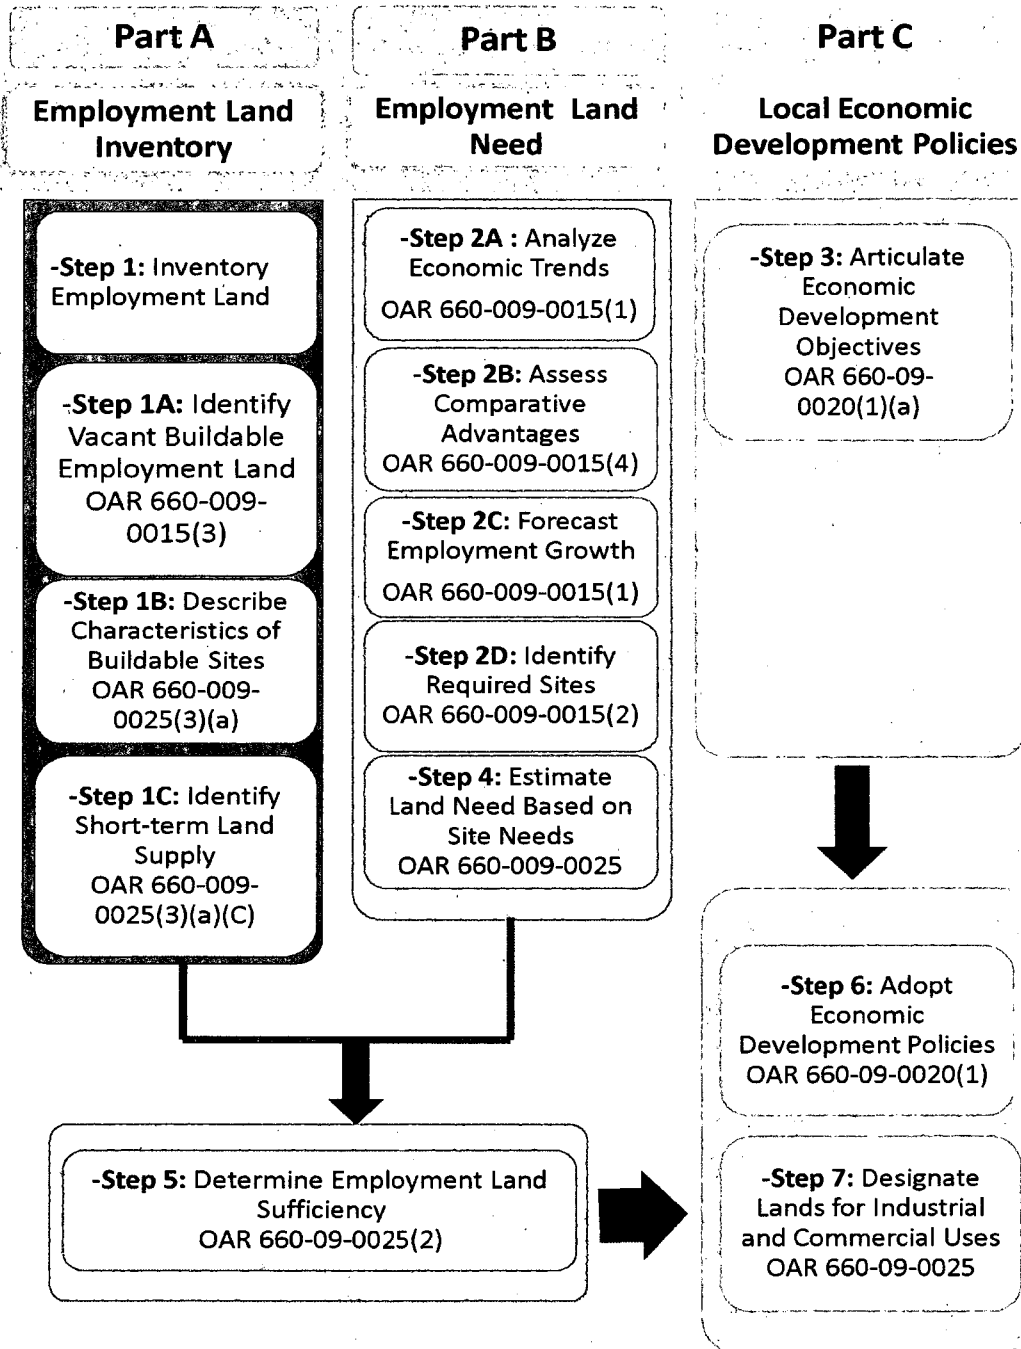 Part A
Employment Land
Inventory
-Step 1: Inventory
Employment Land
-Step 1A: Identify
Vacant Buildable
Employment Land
OAR 660-009-
0015(3)
-Step 1B: Describe
Characteristics of
Buildable Sites
OAR 660-009-
0025(3)(a)
-Step 1C: Identify
Short-term Land
Supply
OAR 660-009-
0025(3)(a)(C)
Part B
Employment Land
Need
-Step 2A : Analyze
Economic Trends
OAR 660-009-0015(1)
-Step 2B: Assess
Comparative
Advantages
OAR 660-009-0015(4)
-Step 2C: Forecast
Employment Growth
OAR 660-009-0015(1)
-Step 2D: Identify
Required Sites
OAR 660-009-0015(2)
-Step 4: Estimate
Land Need Based on
Site Needs
OAR 660-009-0025
Part C
Local Economic
Development Policies
-Step 3: Articulate
Economic
Development
Objectives
OAR 660-09-
0020(1)(a)
-Step 5: Determine Employment Land
Sufficiency
OAR 660-09-0025(2)
-Step 6: Adopt
Economic
Development Policies
OAR 660-09-0020(1)
-Step 7: Designate
Lands for Industrial
and Commercial Uses
OAR 660-09-0025